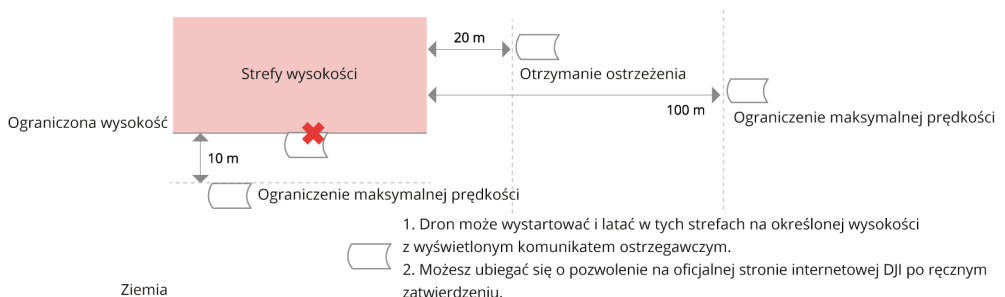 20 m
Strefy wysokości
Otrzymanie ostrzeżenia
100 m
Ograniczenie maksymalnej prędkości
Ograniczona wysokość
10 m
Ograniczenie maksymalnej prędkości
1. Dron może wystartować i latać w tych strefach na określonej wysokości
z wyświetlonym komunikatem ostrzegawczym.
2. Możesz ubiegać się o pozwolenie na oficjalnej stronie internetowej DJI po ręcznym
zatwierdzeniu.
Ziemia